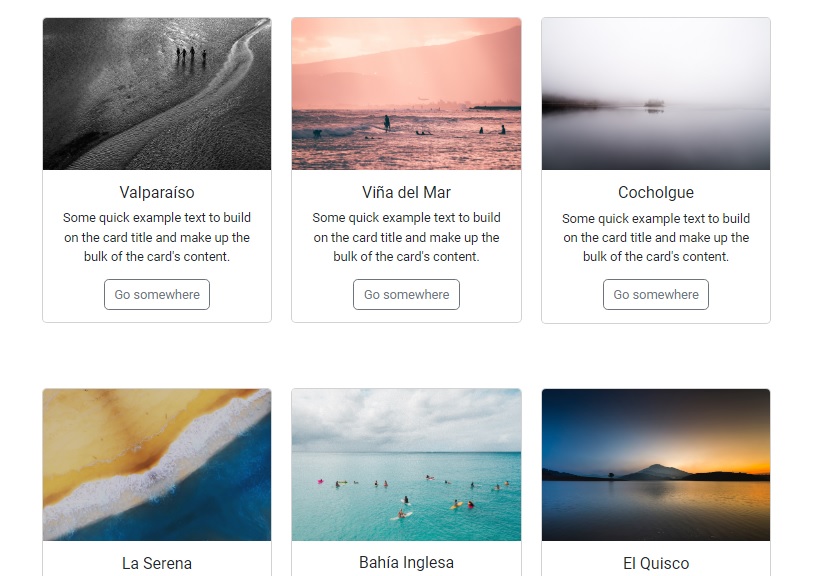 Valparaíso
Some quick example text to build
on the card title and make up the
bulk of the card's content.
Go somewhere
Viña del Mar
Some quick example text to build
on the card title and make up the
bulk of the card's content.
Go somewhere
Cocholgue
Some quick example text to build
on the card title and make up the
bulk of the card's content.
Go somewhere
La Serena
Bahía Inglesa
El Quisco